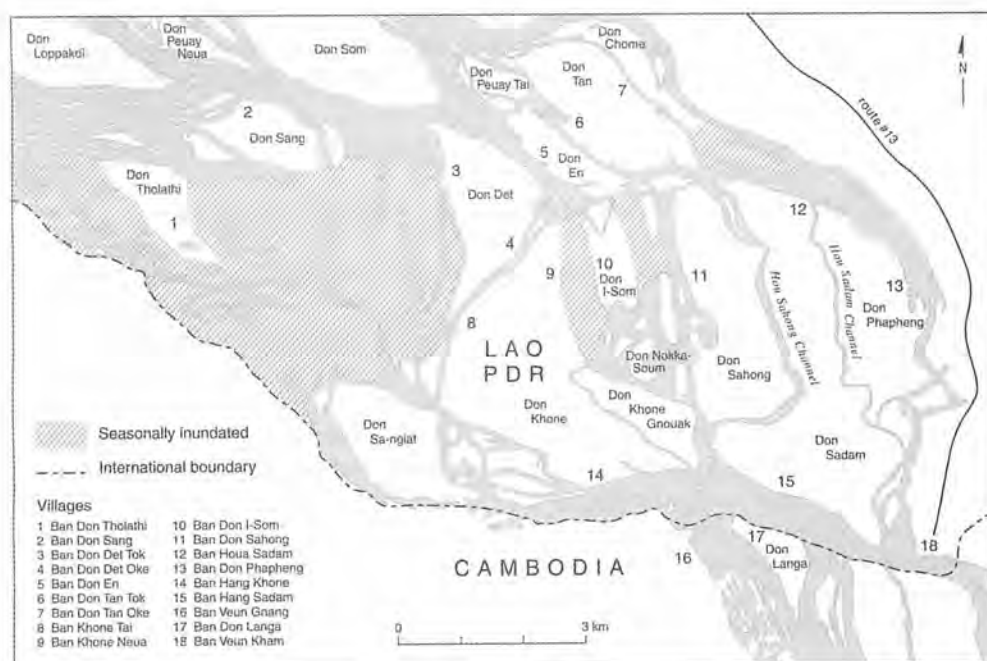 Don
Loppakoi
Don
Peuay
Neua
Don Som
Don
Chome
Don
Peuay Tai
Don
Tan
7
N
route #13
2
Don Sang
6
5
Don
En
3
Don Det
Don
Tholathi
1
4
9
10
Don
I-Som
11
12
Hou Sahong Channel
Hou Sadam Channel
13
Don
Phapheng
8
LAO
PDR
Don Nokka-
Soum
Don
Sahong
Don
Khone
Don
Khone
Gnouak
Don
Sa-ngiat
Don
Sadam
14
15
Seasonally inundated
International boundary
Villages
1 Ban Don Tholathi
2 Ban Don Sang
3 Ban Don Det Tok
4 Ban Don Det Oke
5 Ban Don En
6 Ban Don Tan Tok
7 Ban Don Tan Oke
8 Ban Khone Tai
9 Ban Khone Neua
10 Ban Don I-Som
11 Ban Don Sahong
12 Ban Houa Sadam
13 Ban Don Phapheng
14 Ban Hang Khone
15 Ban Hang Sadam
16 Ban Veun Gnang
17 Ban Don Langa
18 Ban Veun Kham
CAMBODIA
16
17
Don
Langa
18
0
3 km